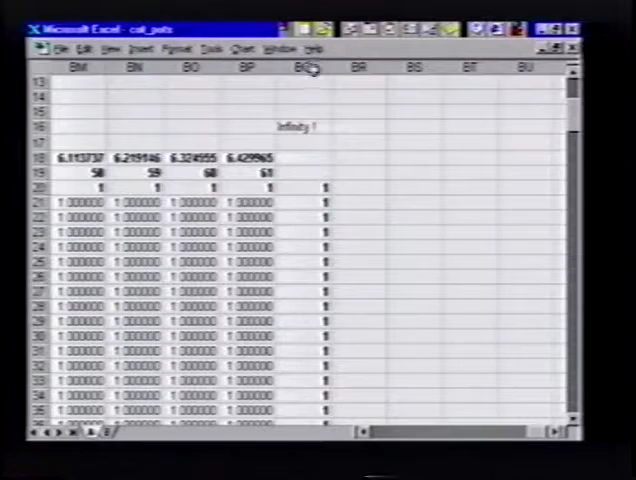 Microsoft Excel - cal_pots
File Edit View Insert Format Tools Chart Window Help
BM BN BO BP BR BS BT BU
13
14
15
16 Infinity !
17
18 6.113737 6.219146 6.324555 6.429965
19 58 59 60 61
20 1 1 1 1 1
21 1.000000 1.000000 1.000000 1.000000 1
22 1.000000 1.000000 1.000000 1.000000 1
23 1.000000 1.000000 1.000000 1.000000 1
24 1.000000 1.000000 1.000000 1.000000 1
25 1.000000 1.000000 1.000000 1.000000 1
26 1.000000 1.000000 1.000000 1.000000 1
27 1.000000 1.000000 1.000000 1.000000 1
28 1.000000 1.000000 1.000000 1.000000 1
29 1.000000 1.000000 1.000000 1.000000 1
30 1.000000 1.000000 1.000000 1.000000 1
31 1.000000 1.000000 1.000000 1.000000 1
32 1.000000 1.000000 1.000000 1.000000 1
33 1.000000 1.000000 1.000000 1.000000 1
34 1.000000 1.000000 1.000000 1.000000 1
35 1.000000 1.000000 1.000000 1.000000 1